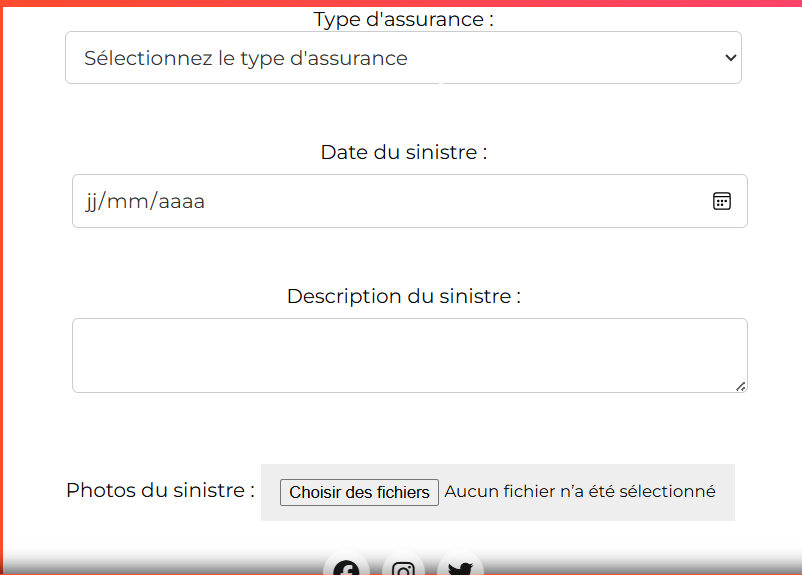 Type d'assurance :
Sélectionnez le type d'assurance
Date du sinistre :
jj/mm/aaaa
Description du sinistre :
Photos du sinistre : Choisir des fichiers Aucun fichier n’a été sélectionné